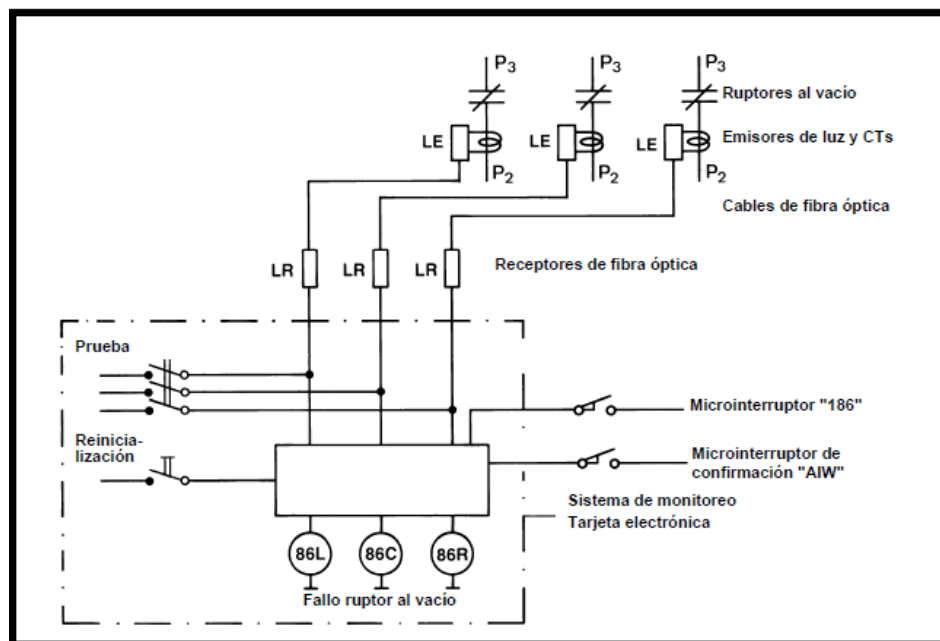 P3
P3
P3
Ruptores al vacío
LE
LE
LE
Emisores de luz y CTs
P2
P2
P2
Cables de fibra óptica
LR
LR
LR
Receptores de fibra óptica
Prueba
Microinterruptor "186"
Reinicia-
lización
Microinterruptor de
confirmación "AIW"
Sistema de monitoreo
Tarjeta electrónica
86L
86C
86R
Fallo ruptor al vacío